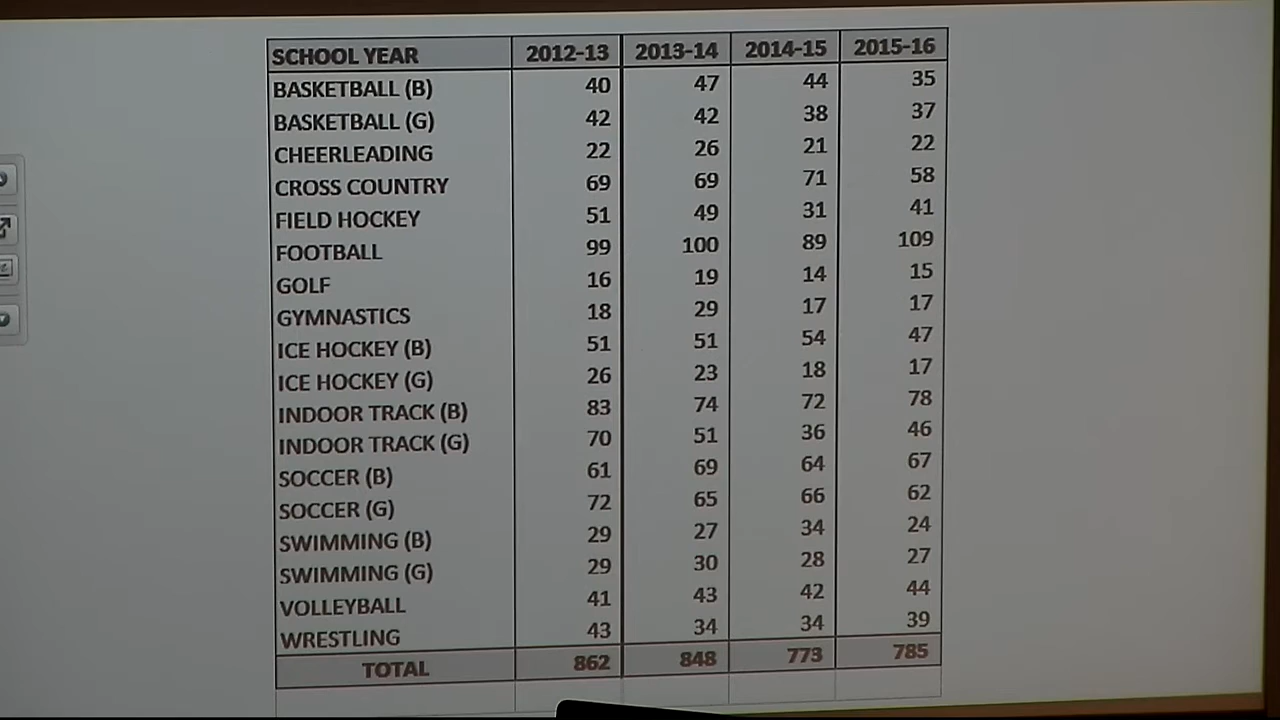 SCHOOL YEAR 2012-13 2013-14 2014-15 2015-16
BASKETBALL (B) 40 47 44 35
BASKETBALL (G) 42 42 38 37
CHEERLEADING 22 26 21 22
CROSS COUNTRY 69 69 71 58
FIELD HOCKEY 51 49 31 41
FOOTBALL 99 100 89 109
GOLF 16 19 14 15
GYMNASTICS 18 29 17 17
ICE HOCKEY (B) 51 51 54 47
ICE HOCKEY (G) 26 23 18 17
INDOOR TRACK (B) 83 74 72 78
INDOOR TRACK (G) 70 51 36 46
SOCCER (B) 61 69 64 67
SOCCER (G) 72 65 66 62
SWIMMING (B) 29 27 34 24
SWIMMING (G) 29 30 28 27
VOLLEYBALL 41 43 42 44
WRESTLING 43 34 34 39
TOTAL 862 848 773 785